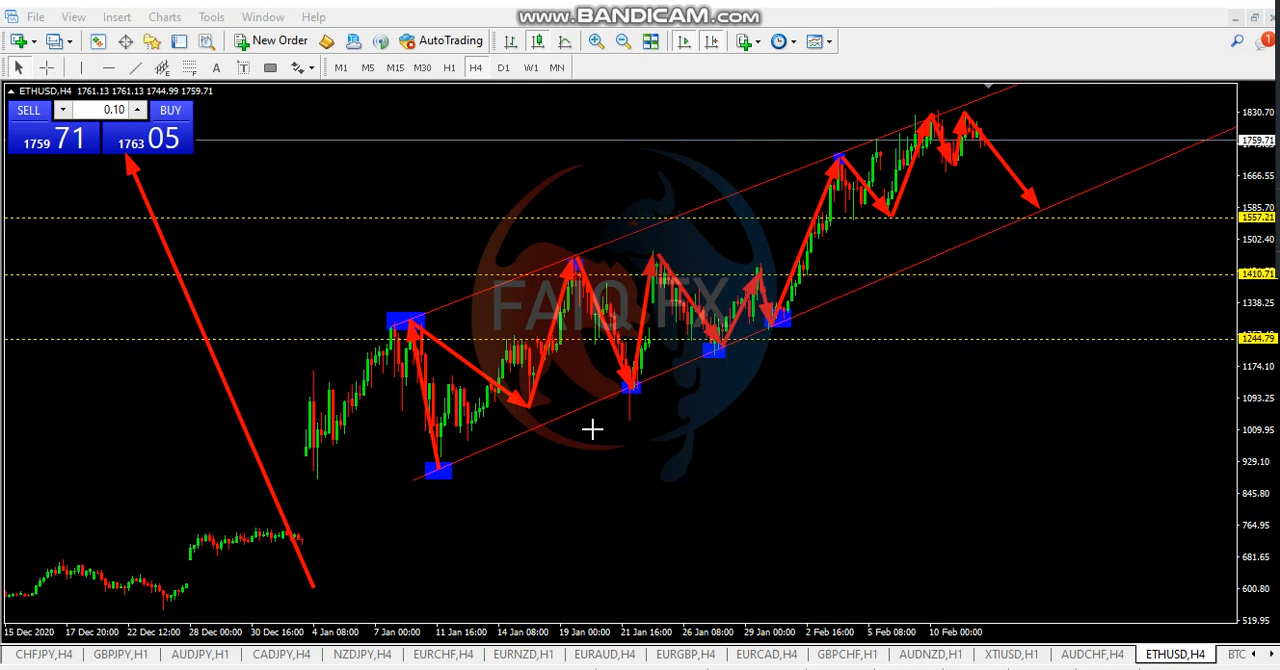 File View Insert Charts Tools Window Help
www.BANDICAM.com
New Order AutoTrading 1
A T M1 M5 M15 M30 H1 H4 D1 W1 MN
ETHUSD,H4 1761.13 1761.13 1744.99 1759.71
SELL 0.10 BUY
1759 71 1763 05
FAIQ FX
1830.70
1759.71
1666.55
1585.70
1557.21
1502.40
1410.71
1338.25
1244.79
1174.10
1093.25
1009.95
929.10
845.80
764.95
681.65
600.80
519.95
15 Dec 2020 17 Dec 20:00 22 Dec 12:00 28 Dec 00:00 30 Dec 16:00 4 Jan 08:00 7 Jan 00:00 11 Jan 16:00 14 Jan 08:00 19 Jan 00:00 21 Jan 16:00 26 Jan 08:00 29 Jan 00:00 2 Feb 16:00 5 Feb 08:00 10 Feb 00:00
CHFJPY,H4 GBPJPY,H1 AUDJPY,H1 CADJPY,H4 NZDJPY,H4 EURCHF,H4 EURNZD,H1 EURAUD,H4 EURGBP,H4 EURCAD,H4 GBPCHF,H1 AUDNZD,H1 XTIUSD,H1 AUDCHF,H4 ETHUSD,H4 BTC